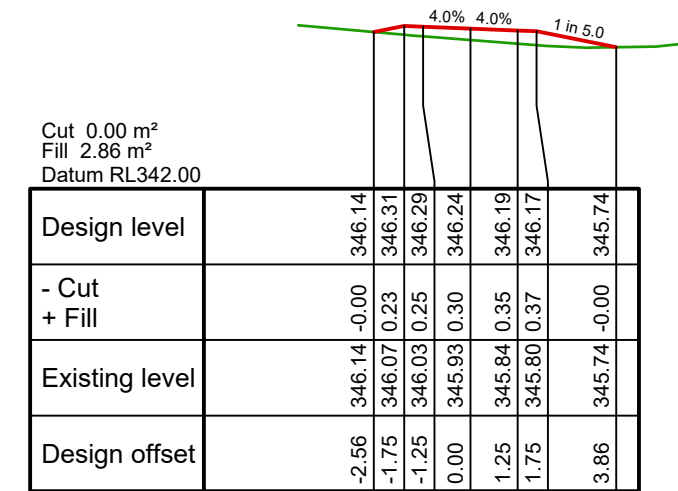 4.0% 4.0% 1 in 5.0
Cut 0.00 m²
Fill 2.86 m²
Datum RL342.00
Design level 346.14 346.31 346.29 346.24 346.19 346.17 345.74
- Cut
+ Fill -0.00 0.23 0.25 0.30 0.35 0.37 -0.00
Existing level 346.14 346.07 346.03 345.93 345.84 345.80 345.74
Design offset -2.56 -1.75 -1.25 0.00 1.25 1.75 3.86